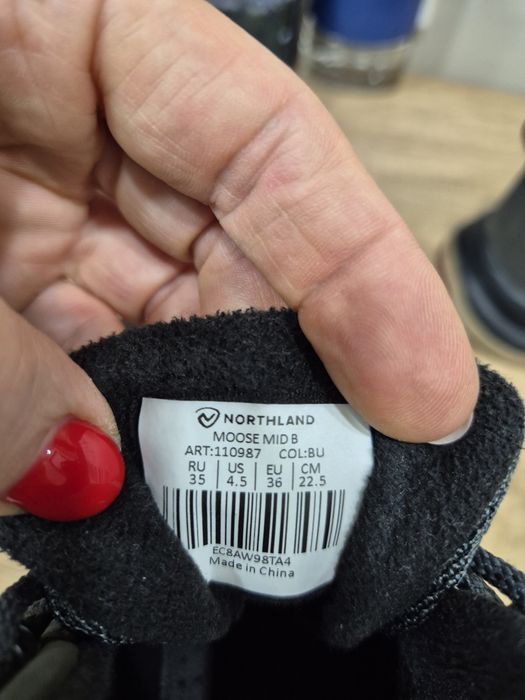 NORTHLAND
MOOSE MID B
ART:110987 COL:BU
RU US EU CM
35 4.5 36 22.5
EC8AW98TA4
Made in China